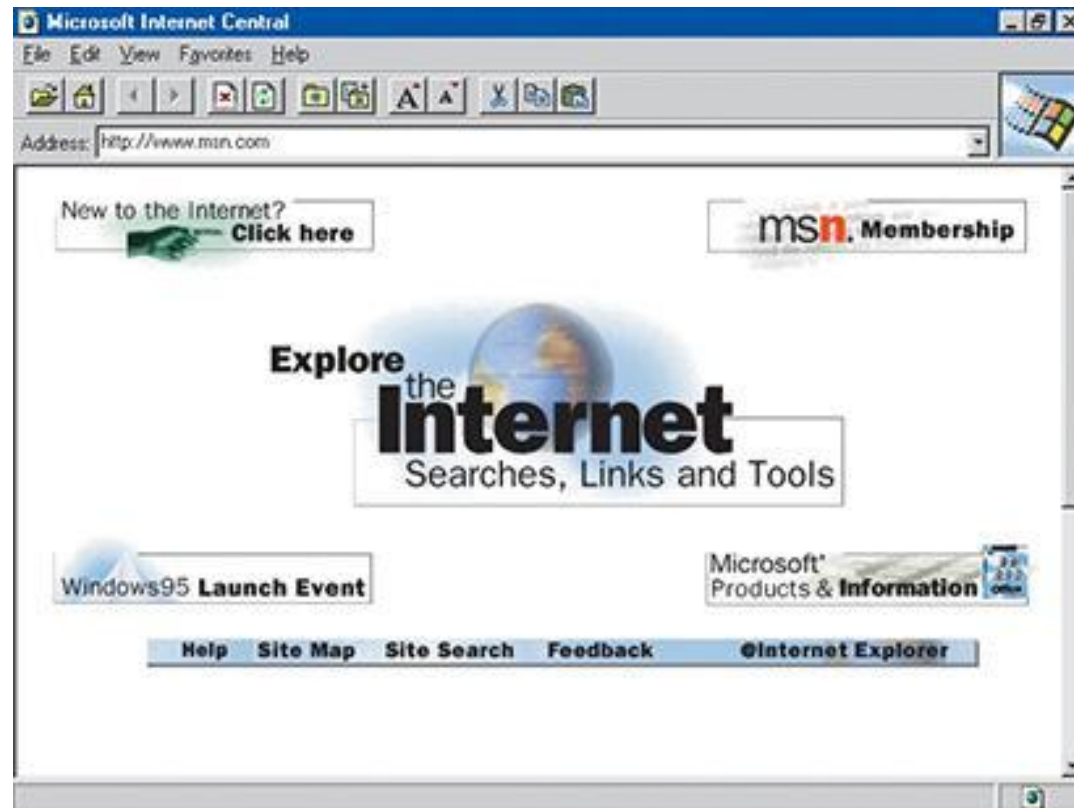 Microsoft Internet Central
File Edit View Favorites Help
A A
Address: http://www.msn.com
New to the Internet?
Click here
msn. Membership
Explore
the
Internet
Searches, Links and Tools
Windows95 Launch Event
Microsoft
Products & Information
Office
Help Site Map Site Search Feedback @Internet Explorer